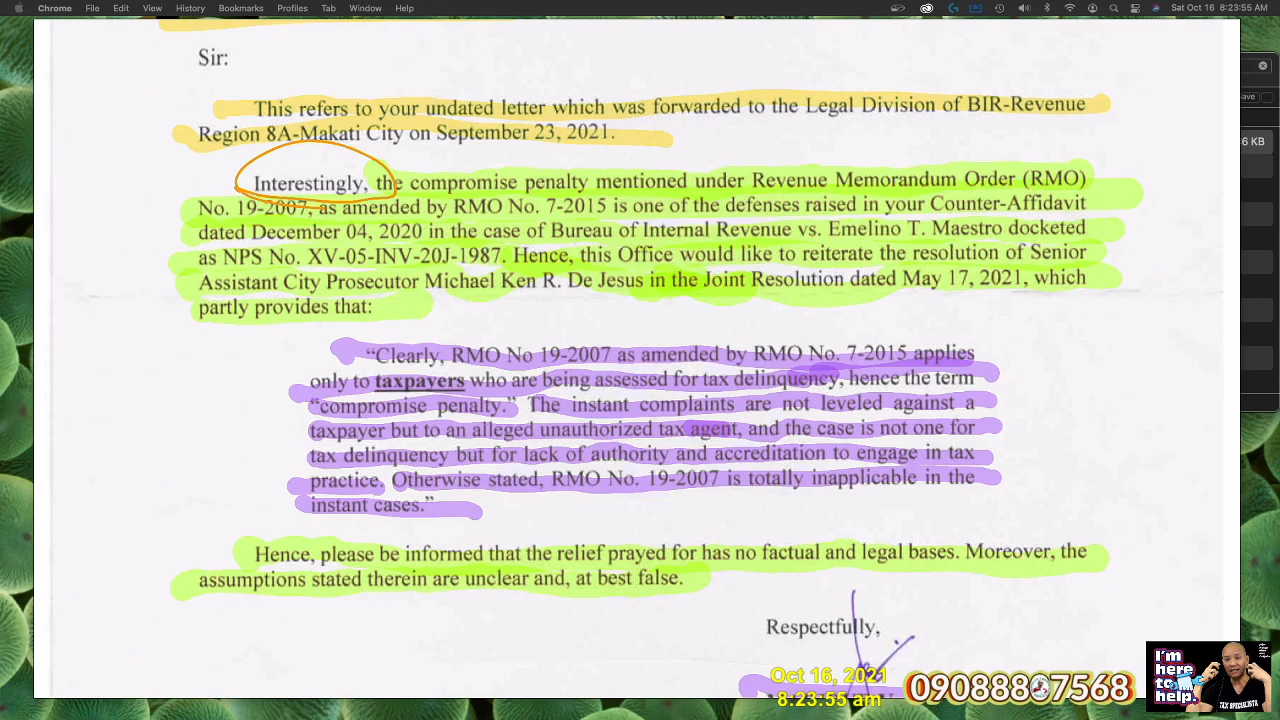 Chrome File Edit View History Bookmarks Profiles Tab Window Help Sat Oct 16 8:23:55 AM
Sir:
ave
6 KB
This refers to your undated letter which was forwarded to the Legal Division of BIR-Revenue
Region 8A-Makati City on September 23, 2021.
Interestingly, the compromise penalty mentioned under Revenue Memorandum Order (RMO)
No. 19-2007, as amended by RMO No. 7-2015 is one of the defenses raised in your Counter-Affidavit
dated December 04, 2020 in the case of Bureau of Internal Revenue vs. Emelino T. Maestro docketed
as NPS No. XV-05-INV-20J-1987. Hence, this Office would like to reiterate the resolution of Senior
Assistant City Prosecutor Michael Ken R. De Jesus in the Joint Resolution dated May 17, 2021, which
partly provides that:
“Clearly, RMO No 19-2007 as amended by RMO No. 7-2015 applies
only to taxpayers who are being assessed for tax delinquency, hence the term
“compromise penalty.” The instant complaints are not leveled against a
taxpayer but to an alleged unauthorized tax agent, and the case is not one for
tax delinquency but for lack of authority and accreditation to engage in tax
practice. Otherwise stated, RMO No. 19-2007 is totally inapplicable in the
instant cases.”
Hence, please be informed that the relief prayed for has no factual and legal bases. Moreover, the
assumptions stated therein are unclear and, at best false.
Respectfully,
Oct 16, 2021
8:23:55 am
09088807568
I'm
here
to
help.
TAX SPECIALISTA